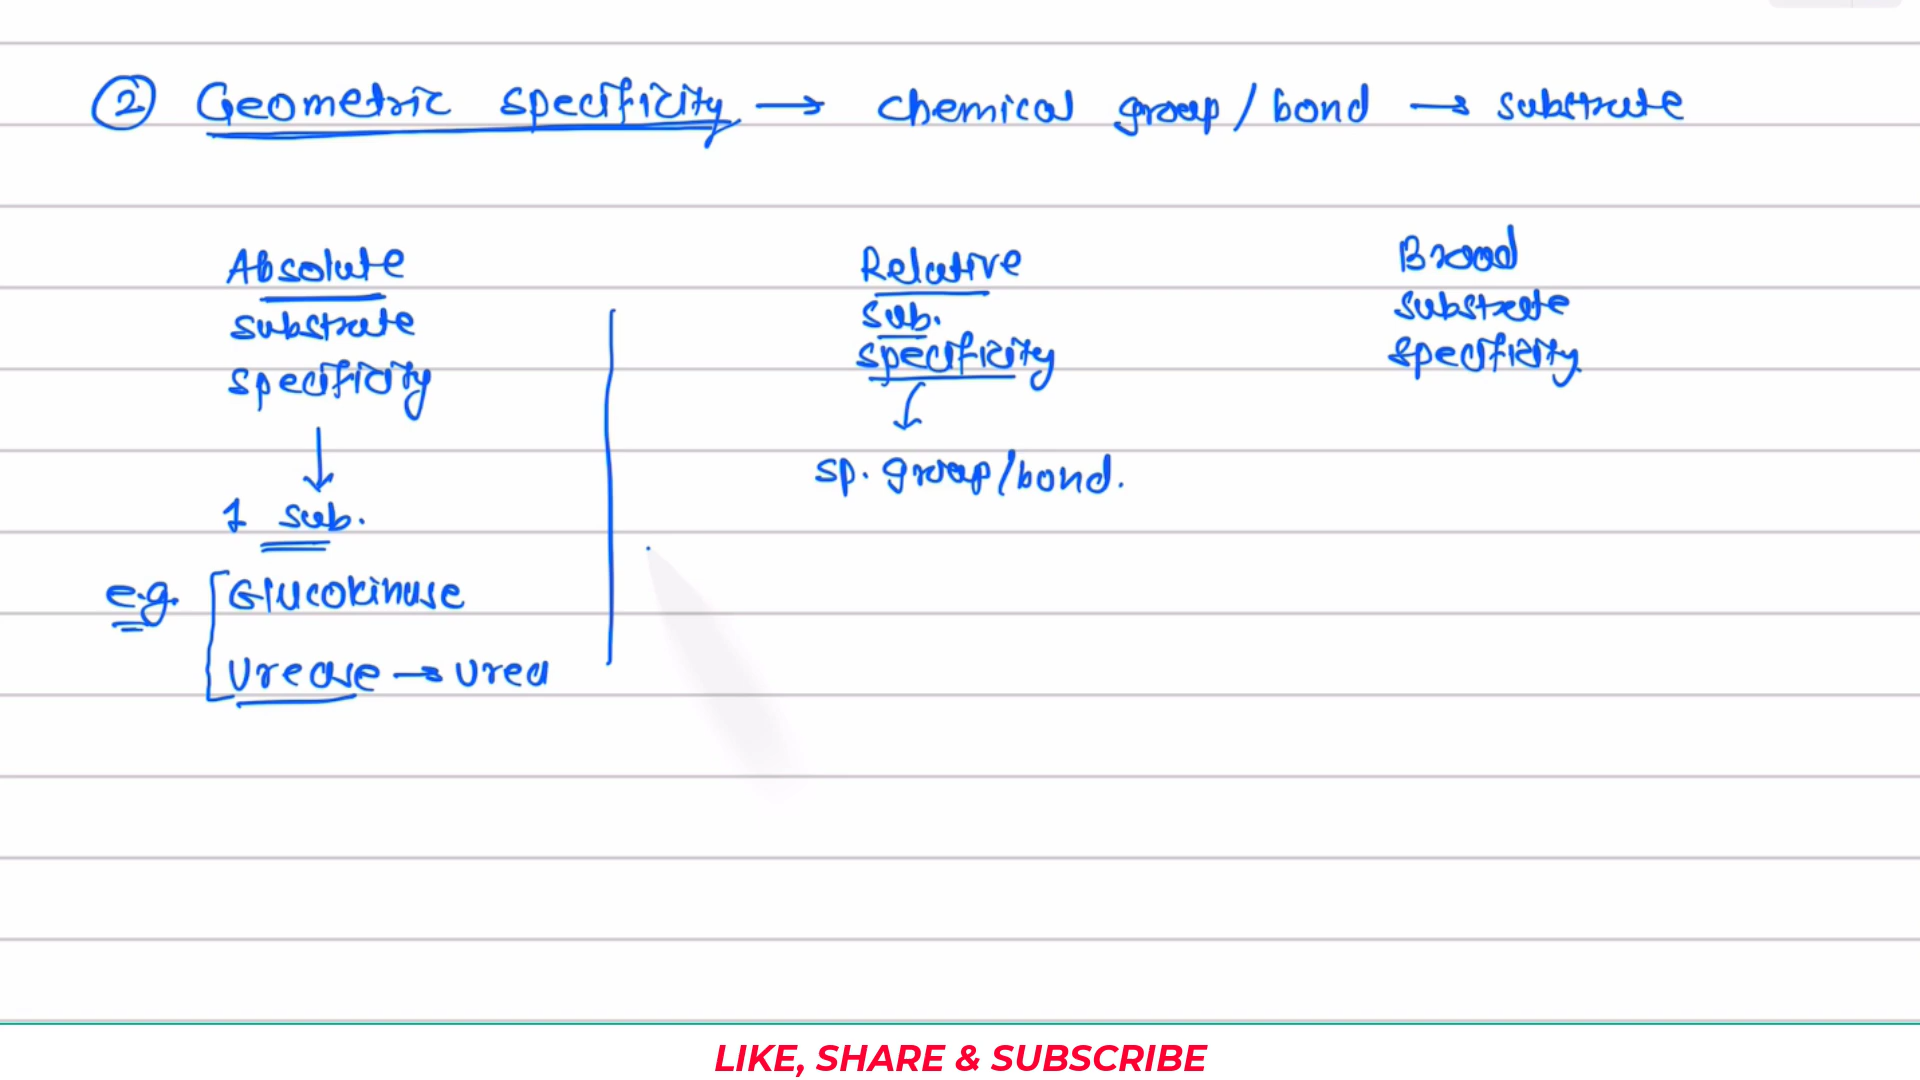 ② Geometric specificity → chemical group / bond → substrate
Absolute
substrate
specificity
↓
1 sub.
e.g. Glucokinase
Urease → Urea
Relative
sub.
specificity
↓
sp. group/bond.
Broad
substrate
specificity
LIKE, SHARE & SUBSCRIBE